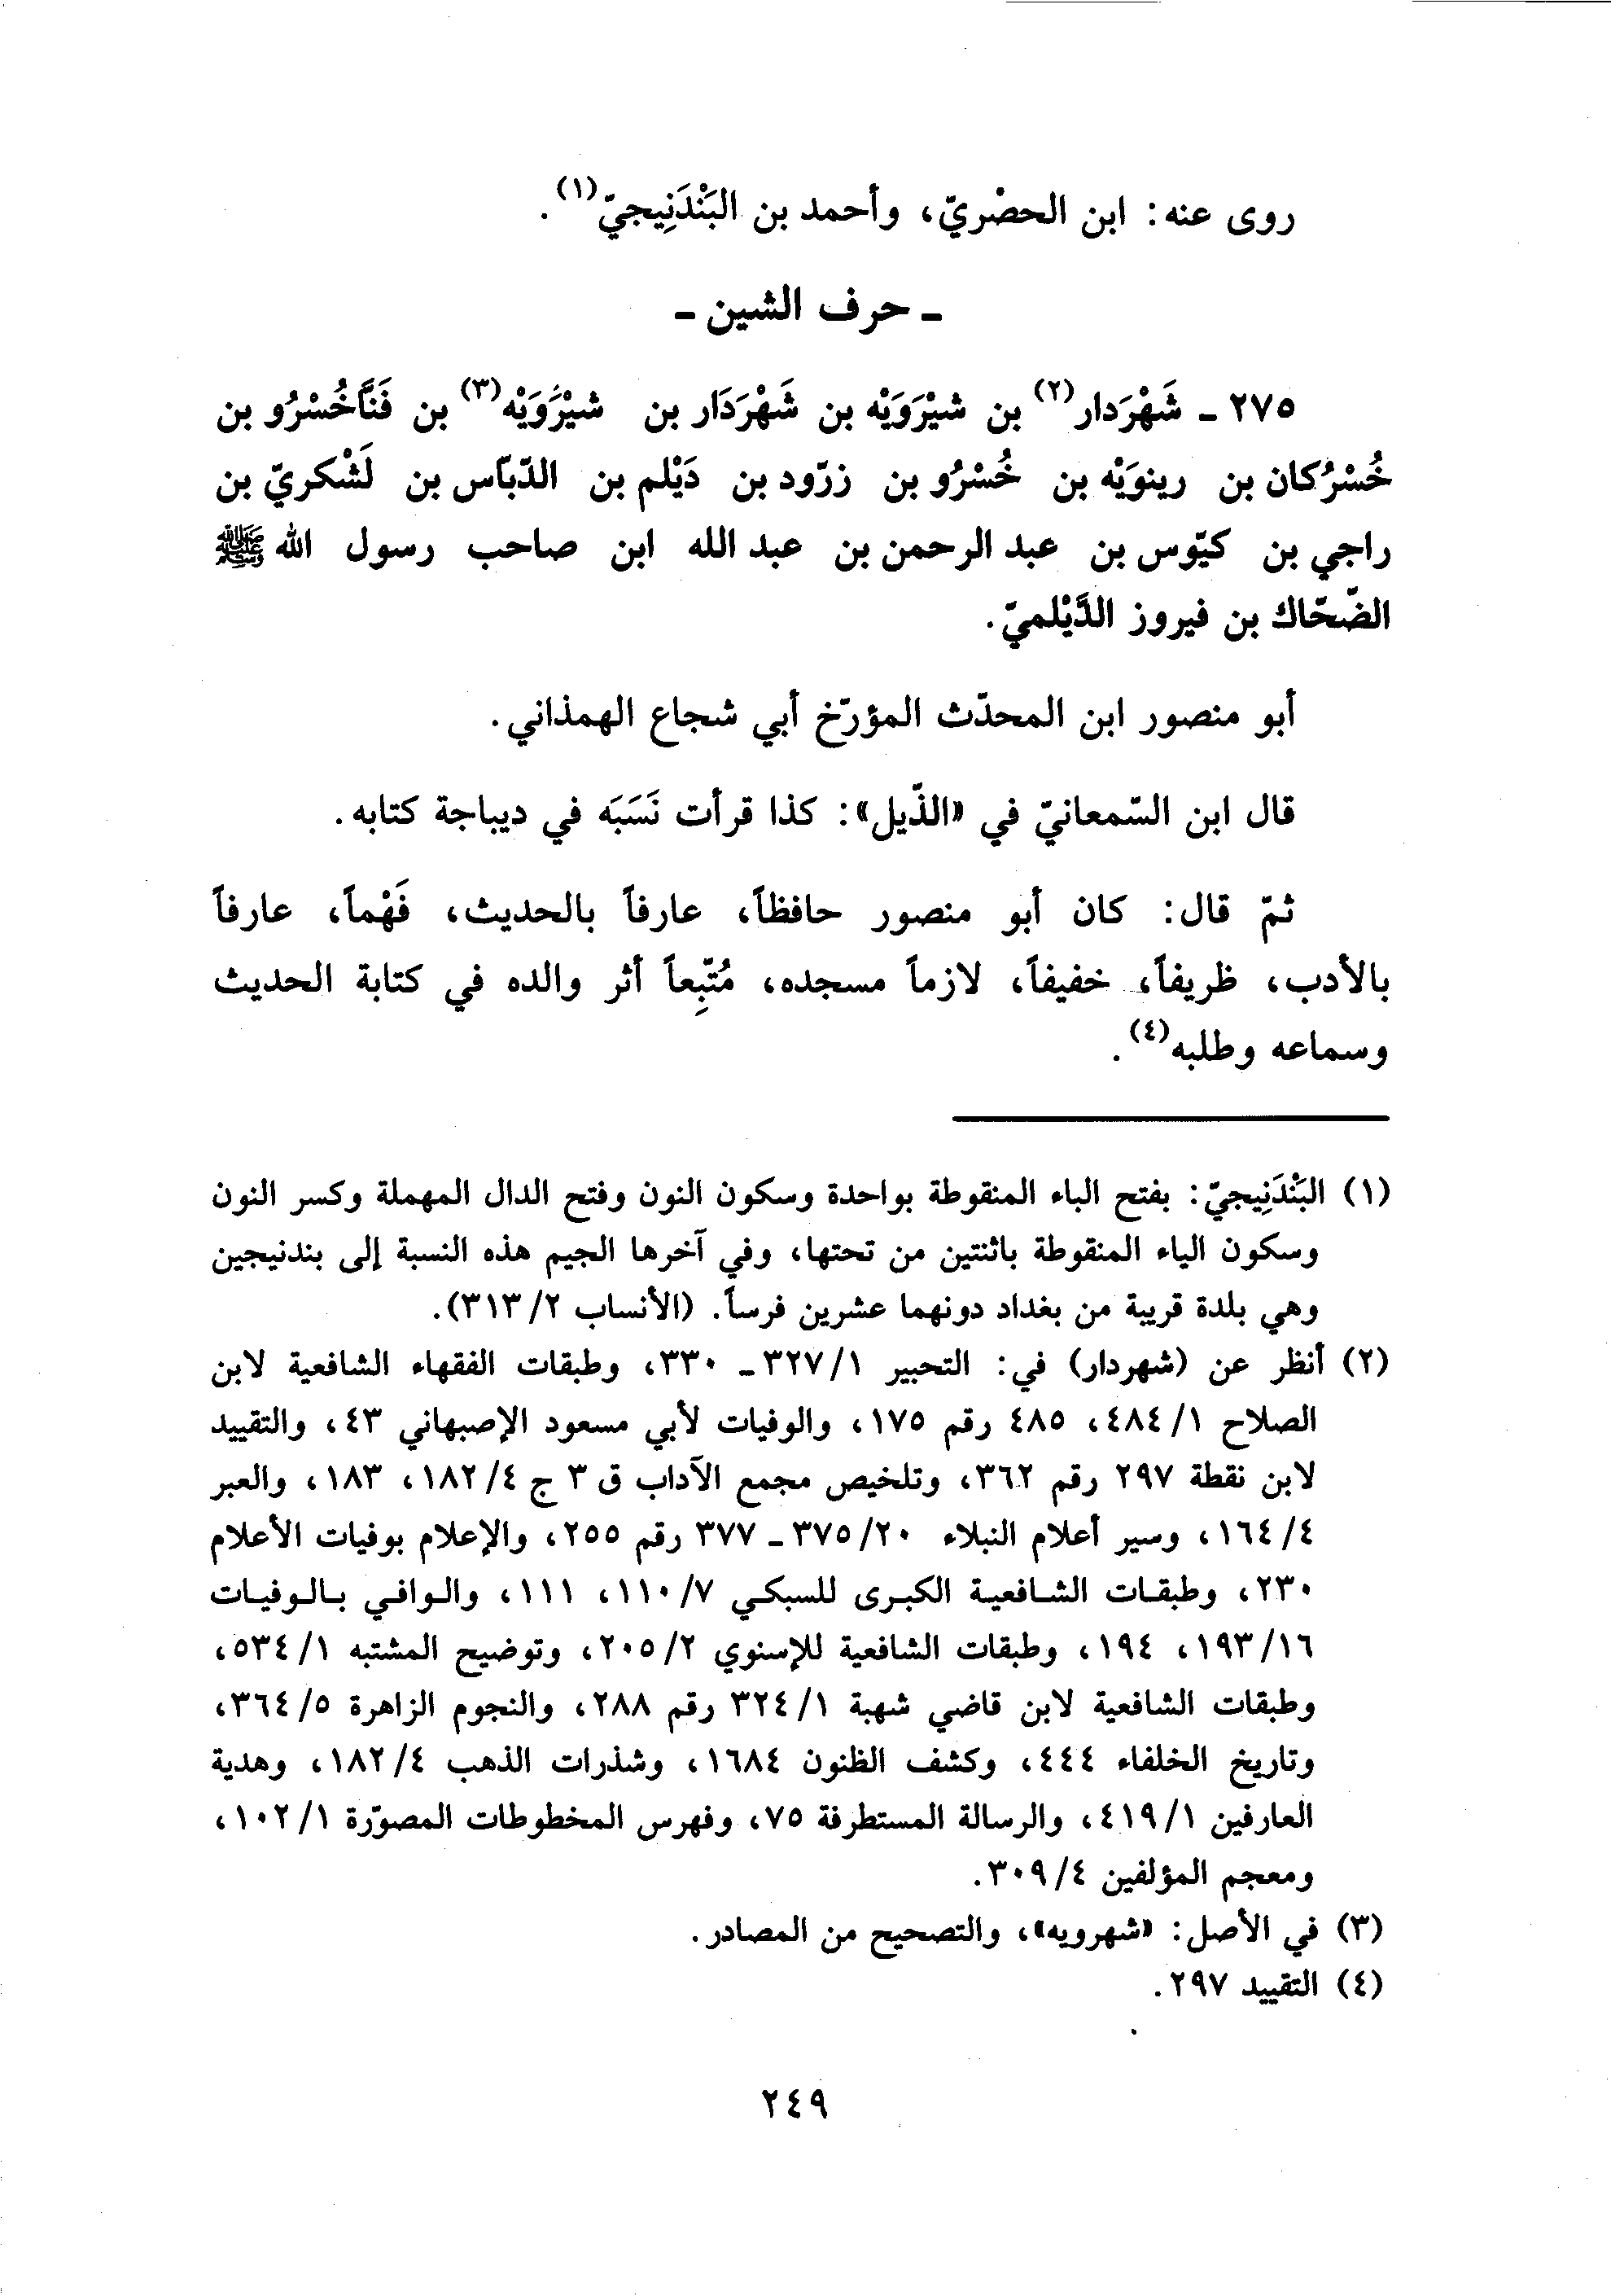 روى عنه: ابن الحضْريّ، وأحمد بن البَنْدَنِيجيّ(١).
ـ حرف الشين ـ
٢٧٥ ـ شَهْرَدار(٢) بن شيْرَوَيْه بن شَهْرَدَار بن شيْرَوَيْه(٣) بن فَنَّاخُسْرُو بن
خُسْرُكان بن رينوَيْه بن خُسْرُو بن زرّود بن دَيْلم بن الدّبّاس بن لَشْكريّ بن
راجي بن كيّوس بن عبد الرحمن بن عبد الله ابن صاحب رسول الله ﷺ
الضّحّاك بن فيروز الدَّيْلميّ.
أبو منصور ابن المحدّث المؤرّخ أبي شجاع الهمذاني.
قال ابن السّمعانيّ في «الذّيل»: كذا قرأت نَسَبَه في ديباجة كتابه.
ثمّ قال: كان أبو منصور حافظاً، عارفاً بالحديث، فَهْماً، عارفاً
بالأدب، ظريفاً، خفيفاً، لازماً مسجده، مُتّبِعاً أثر والده في كتابة الحديث
وسماعه وطلبه(٤).
(١) البَنْدَنِيجيّ: بفتح الباء المنقوطة بواحدة وسكون النون وفتح الدال المهملة وكسر النون
وسكون الياء المنقوطة باثنتين من تحتها، وفي آخرها الجيم هذه النسبة إلى بندنيجين
وهي بلدة قريبة من بغداد دونهما عشرين فرساً. (الأنساب ٣١٣/٢).
(٢) أنظر عن (شهردار) في: التحبير ٣٢٧/١ ـ ٣٣٠، وطبقات الفقهاء الشافعية لابن
الصلاح ٤٨٤/١، ٤٨٥ رقم ١٧٥، والوفيات لأبي مسعود الإصبهاني ٤٣، والتقييد
لابن نقطة ٢٩٧ رقم ٣٦٢، وتلخيص مجمع الآداب ق ٣ ج ١٨٢/٤، ١٨٣، والعبر
١٦٤/٤، وسير أعلام النبلاء ٣٧٥/٢٠ ـ ٣٧٧ رقم ٢٥٥، والإعلام بوفيات الأعلام
٢٣٠، وطبقات الشافعية الكبرى للسبكي ١١٠/٧، ١١١، والوافي بالوفيات
١٩٣/١٦، ١٩٤، وطبقات الشافعية للإسنوي ٢٠٥/٢، وتوضيح المشتبه ٥٣٤/١،
وطبقات الشافعية لابن قاضي شهبة ٣٢٤/١ رقم ٢٨٨، والنجوم الزاهرة ٣٦٤/٥،
وتاريخ الخلفاء ٤٤٤، وكشف الظنون ١٦٨٤، وشذرات الذهب ١٨٢/٤، وهدية
العارفين ٤١٩/١، والرسالة المستطرفة ٧٥، وفهرس المخطوطات المصوّرة ١٠٢/١،
ومعجم المؤلفين ٣٠٩/٤.
(٣) في الأصل: «شهرويه»، والتصحيح من المصادر.
(٤) التقييد ٢٩٧.
٢٤٩